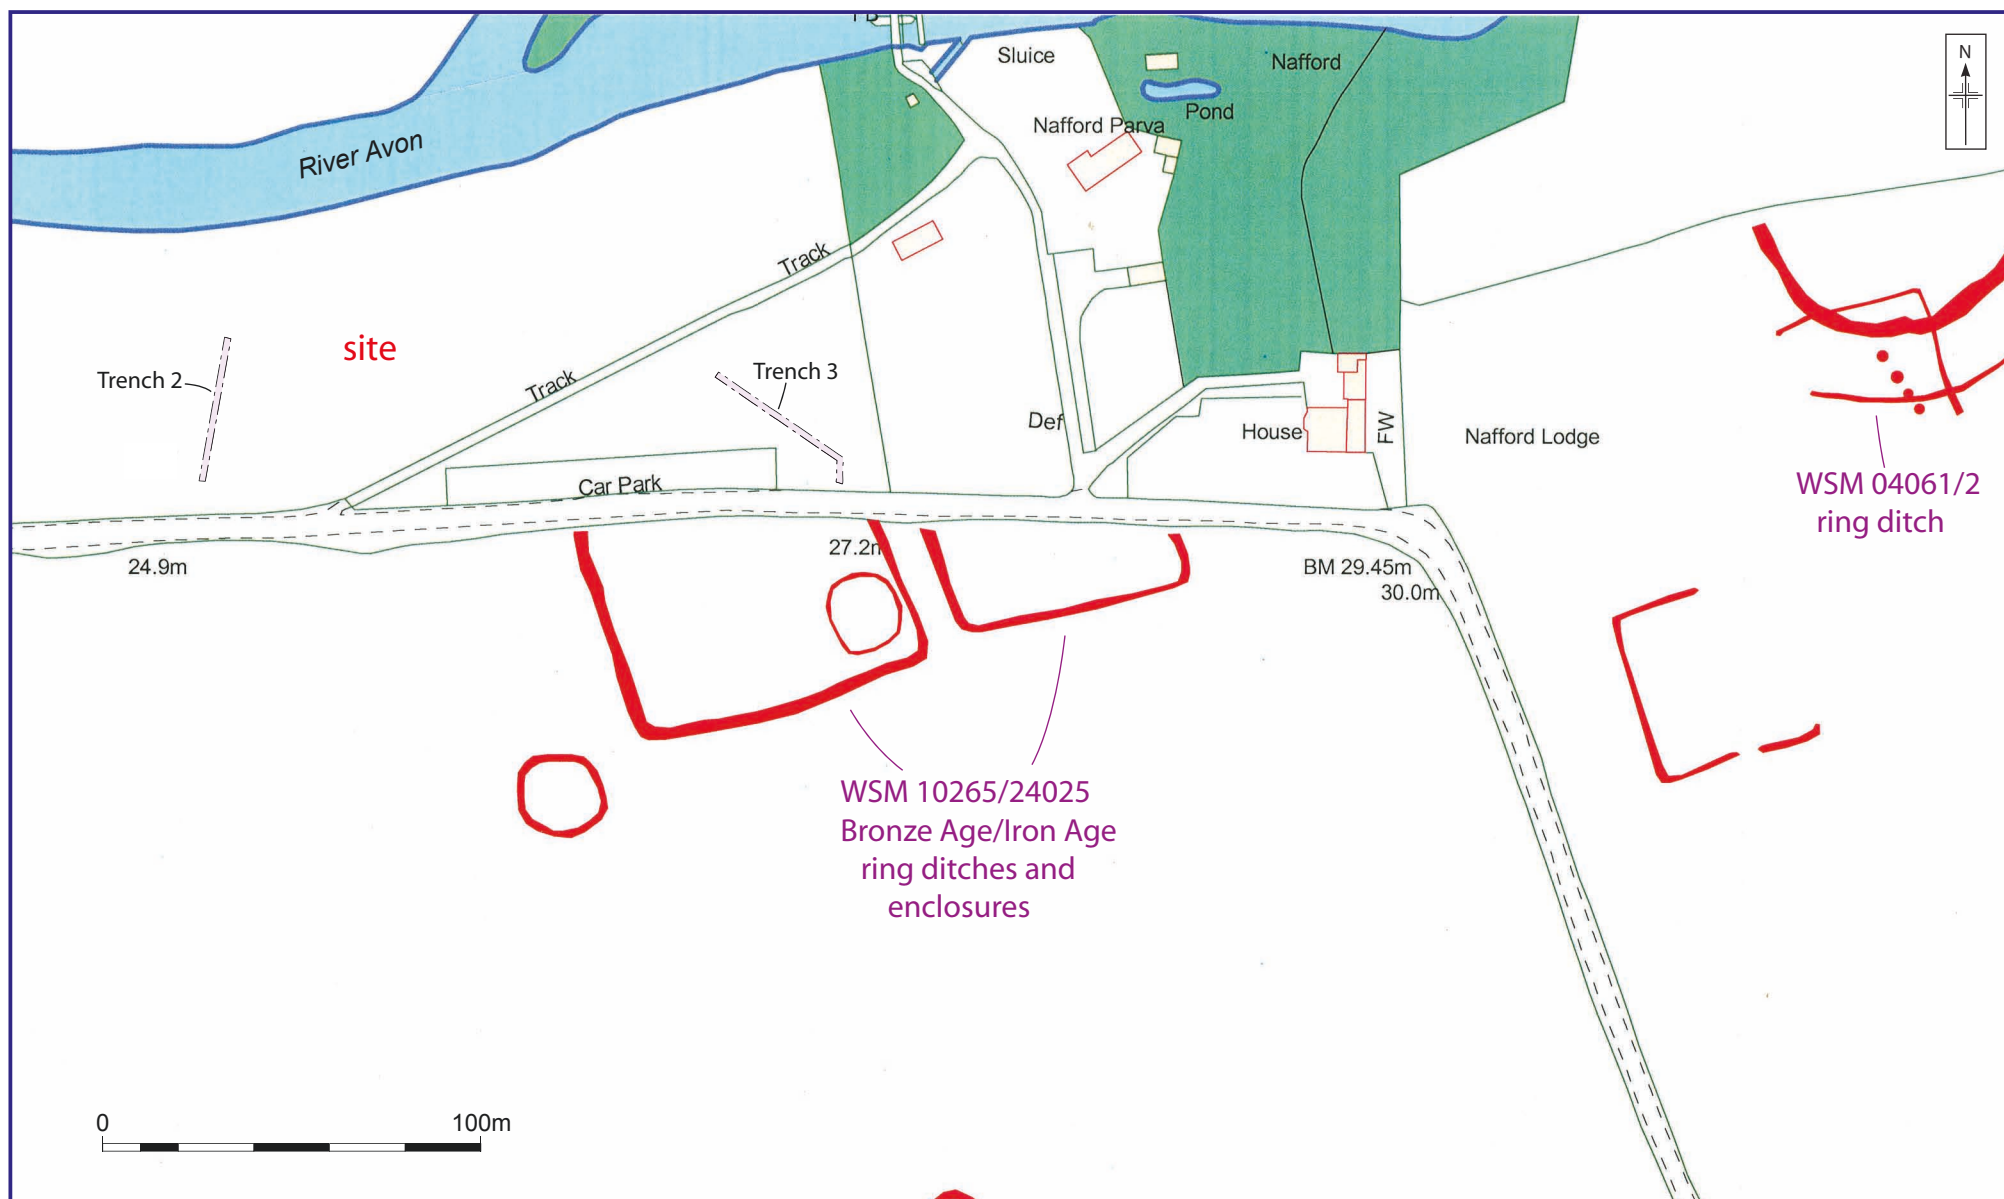 FB
Sluice
Nafford
N
Pond
Nafford Parva
River Avon
Track
site
Trench 2
Track
Trench 3
Def
House
FW
Nafford Lodge
Car Park
WSM 04061/2
ring ditch
24.9m
27.2m
BM 29.45m
30.0m
WSM 10265/24025
Bronze Age/Iron Age
ring ditches and
enclosures
0 100m